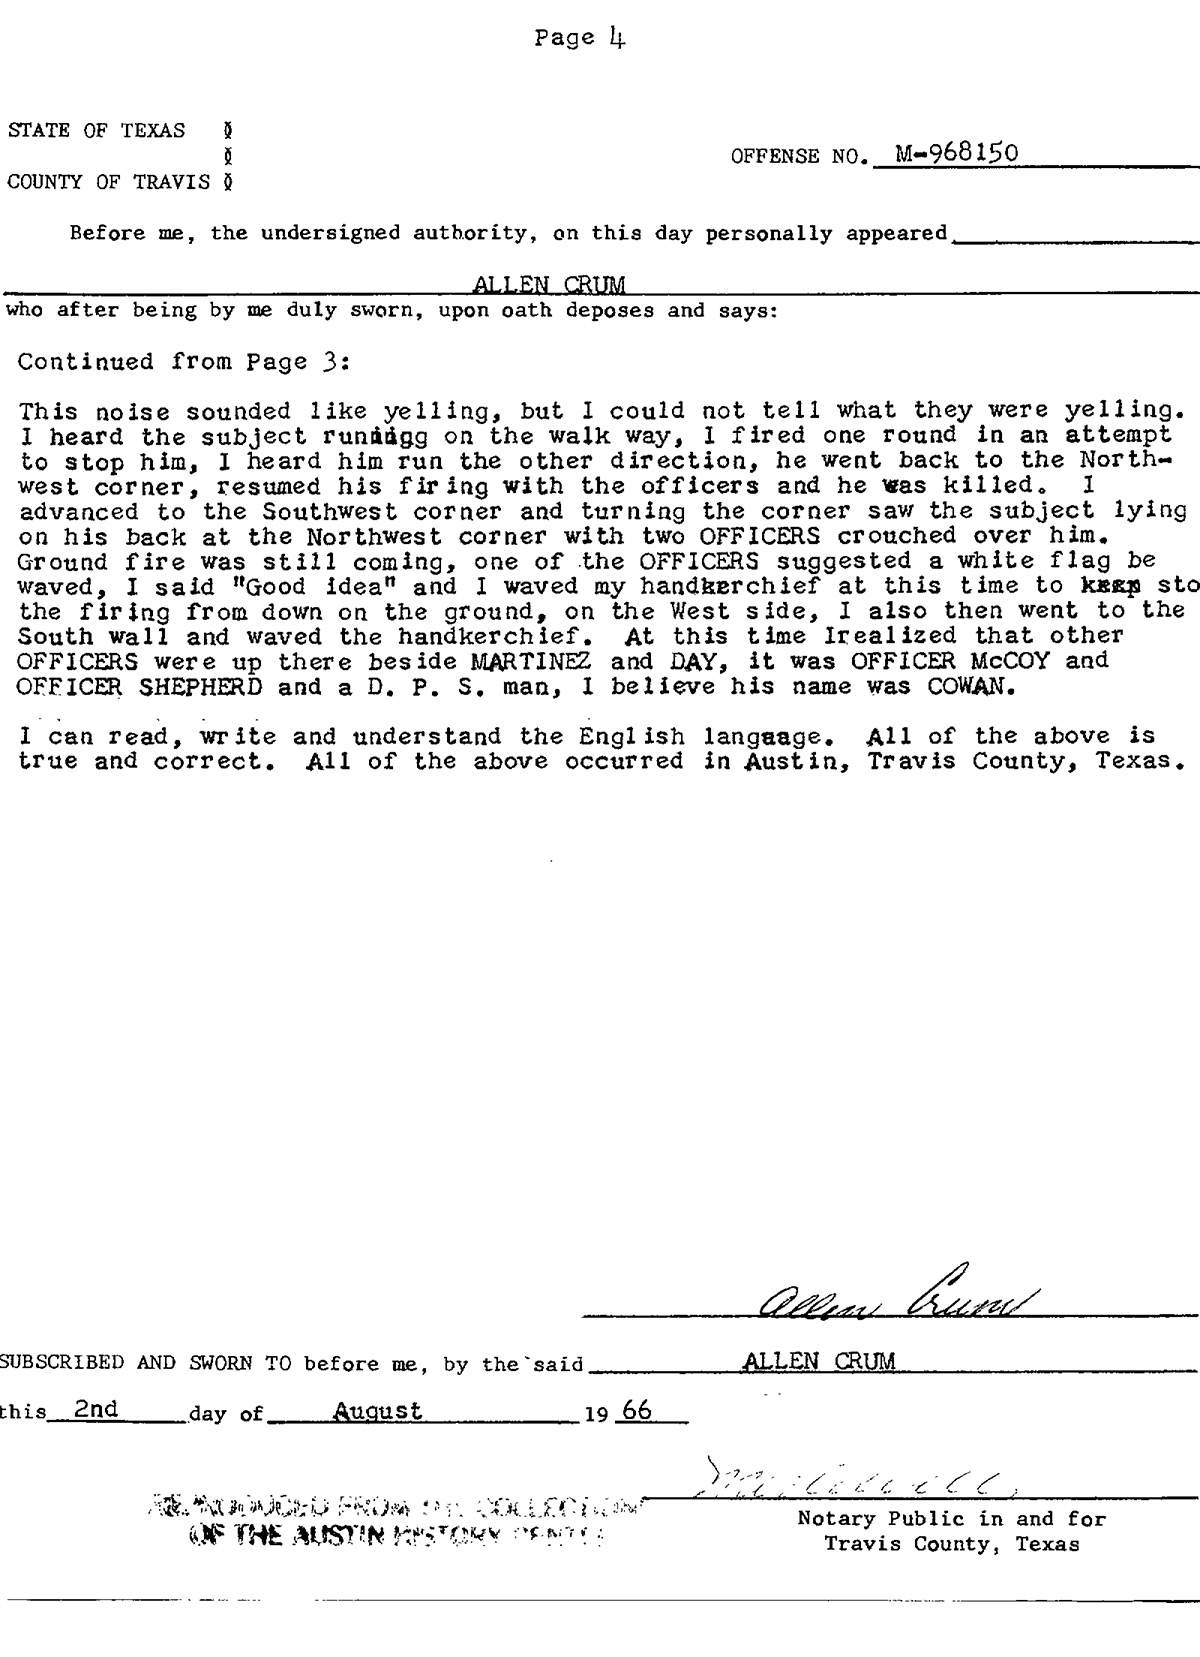 Page 4
STATE OF TEXAS §
§
OFFENSE NO. M-968150
COUNTY OF TRAVIS §
Before me, the undersigned authority, on this day personally appeared
ALLEN CRUM
who after being by me duly sworn, upon oath deposes and says:
Continued from Page 3:
This noise sounded like yelling, but I could not tell what they were yelling.
I heard the subject runiigg on the walk way, I fired one round in an attempt
to stop him, I heard him run the other direction, he went back to the North-
west corner, resumed his firing with the officers and he was killed. I
advanced to the Southwest corner and turning the corner saw the subject lying
on his back at the Northwest corner with two OFFICERS crouched over him.
Ground fire was still coming, one of the OFFICERS suggested a white flag be
waved, I said "Good idea" and I waved my handkerchief at this time to keep sto
the firing from down on the ground, on the West side, I also then went to the
South wall and waved the handkerchief. At this time Irealized that other
OFFICERS were up there beside MARTINEZ and DAY, it was OFFICER McCOY and
OFFICER SHEPHERD and a D. P. S. man, I believe his name was COWAN.
I can read, write and understand the English langaage. All of the above is
true and correct. All of the above occurred in Austin, Travis County, Texas.
Allen Crum
SUBSCRIBED AND SWORN TO before me, by the said ALLEN CRUM
this 2nd day of August 19 66
FROM THE COLLECTION
OF THE AUSTIN HISTORY CENTER
Notary Public in and for
Travis County, Texas